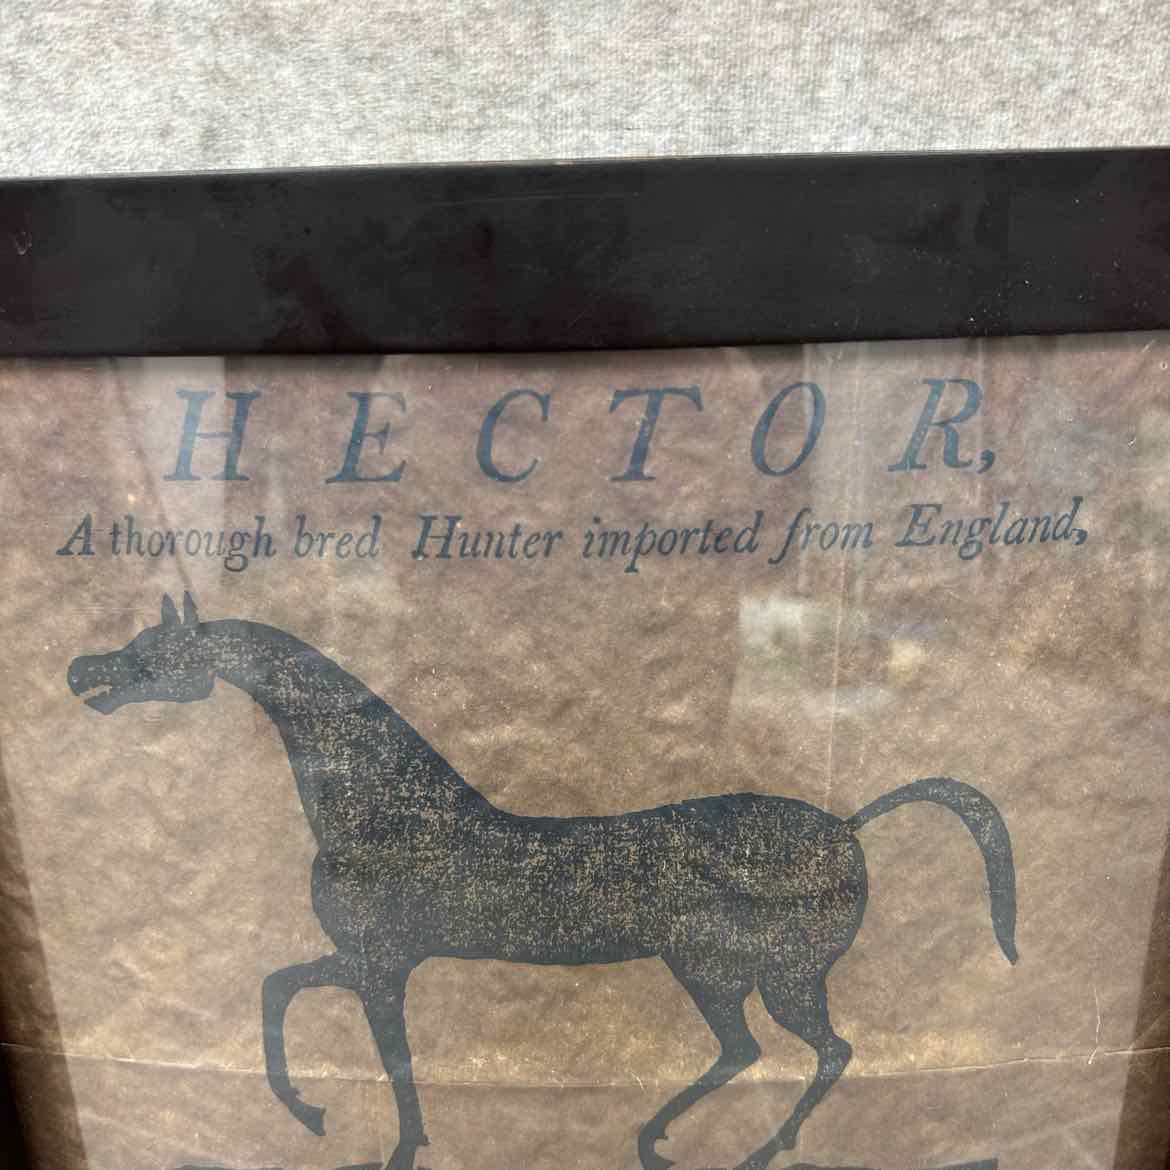 HECTOR,
A thorough bred Hunter imported from England,